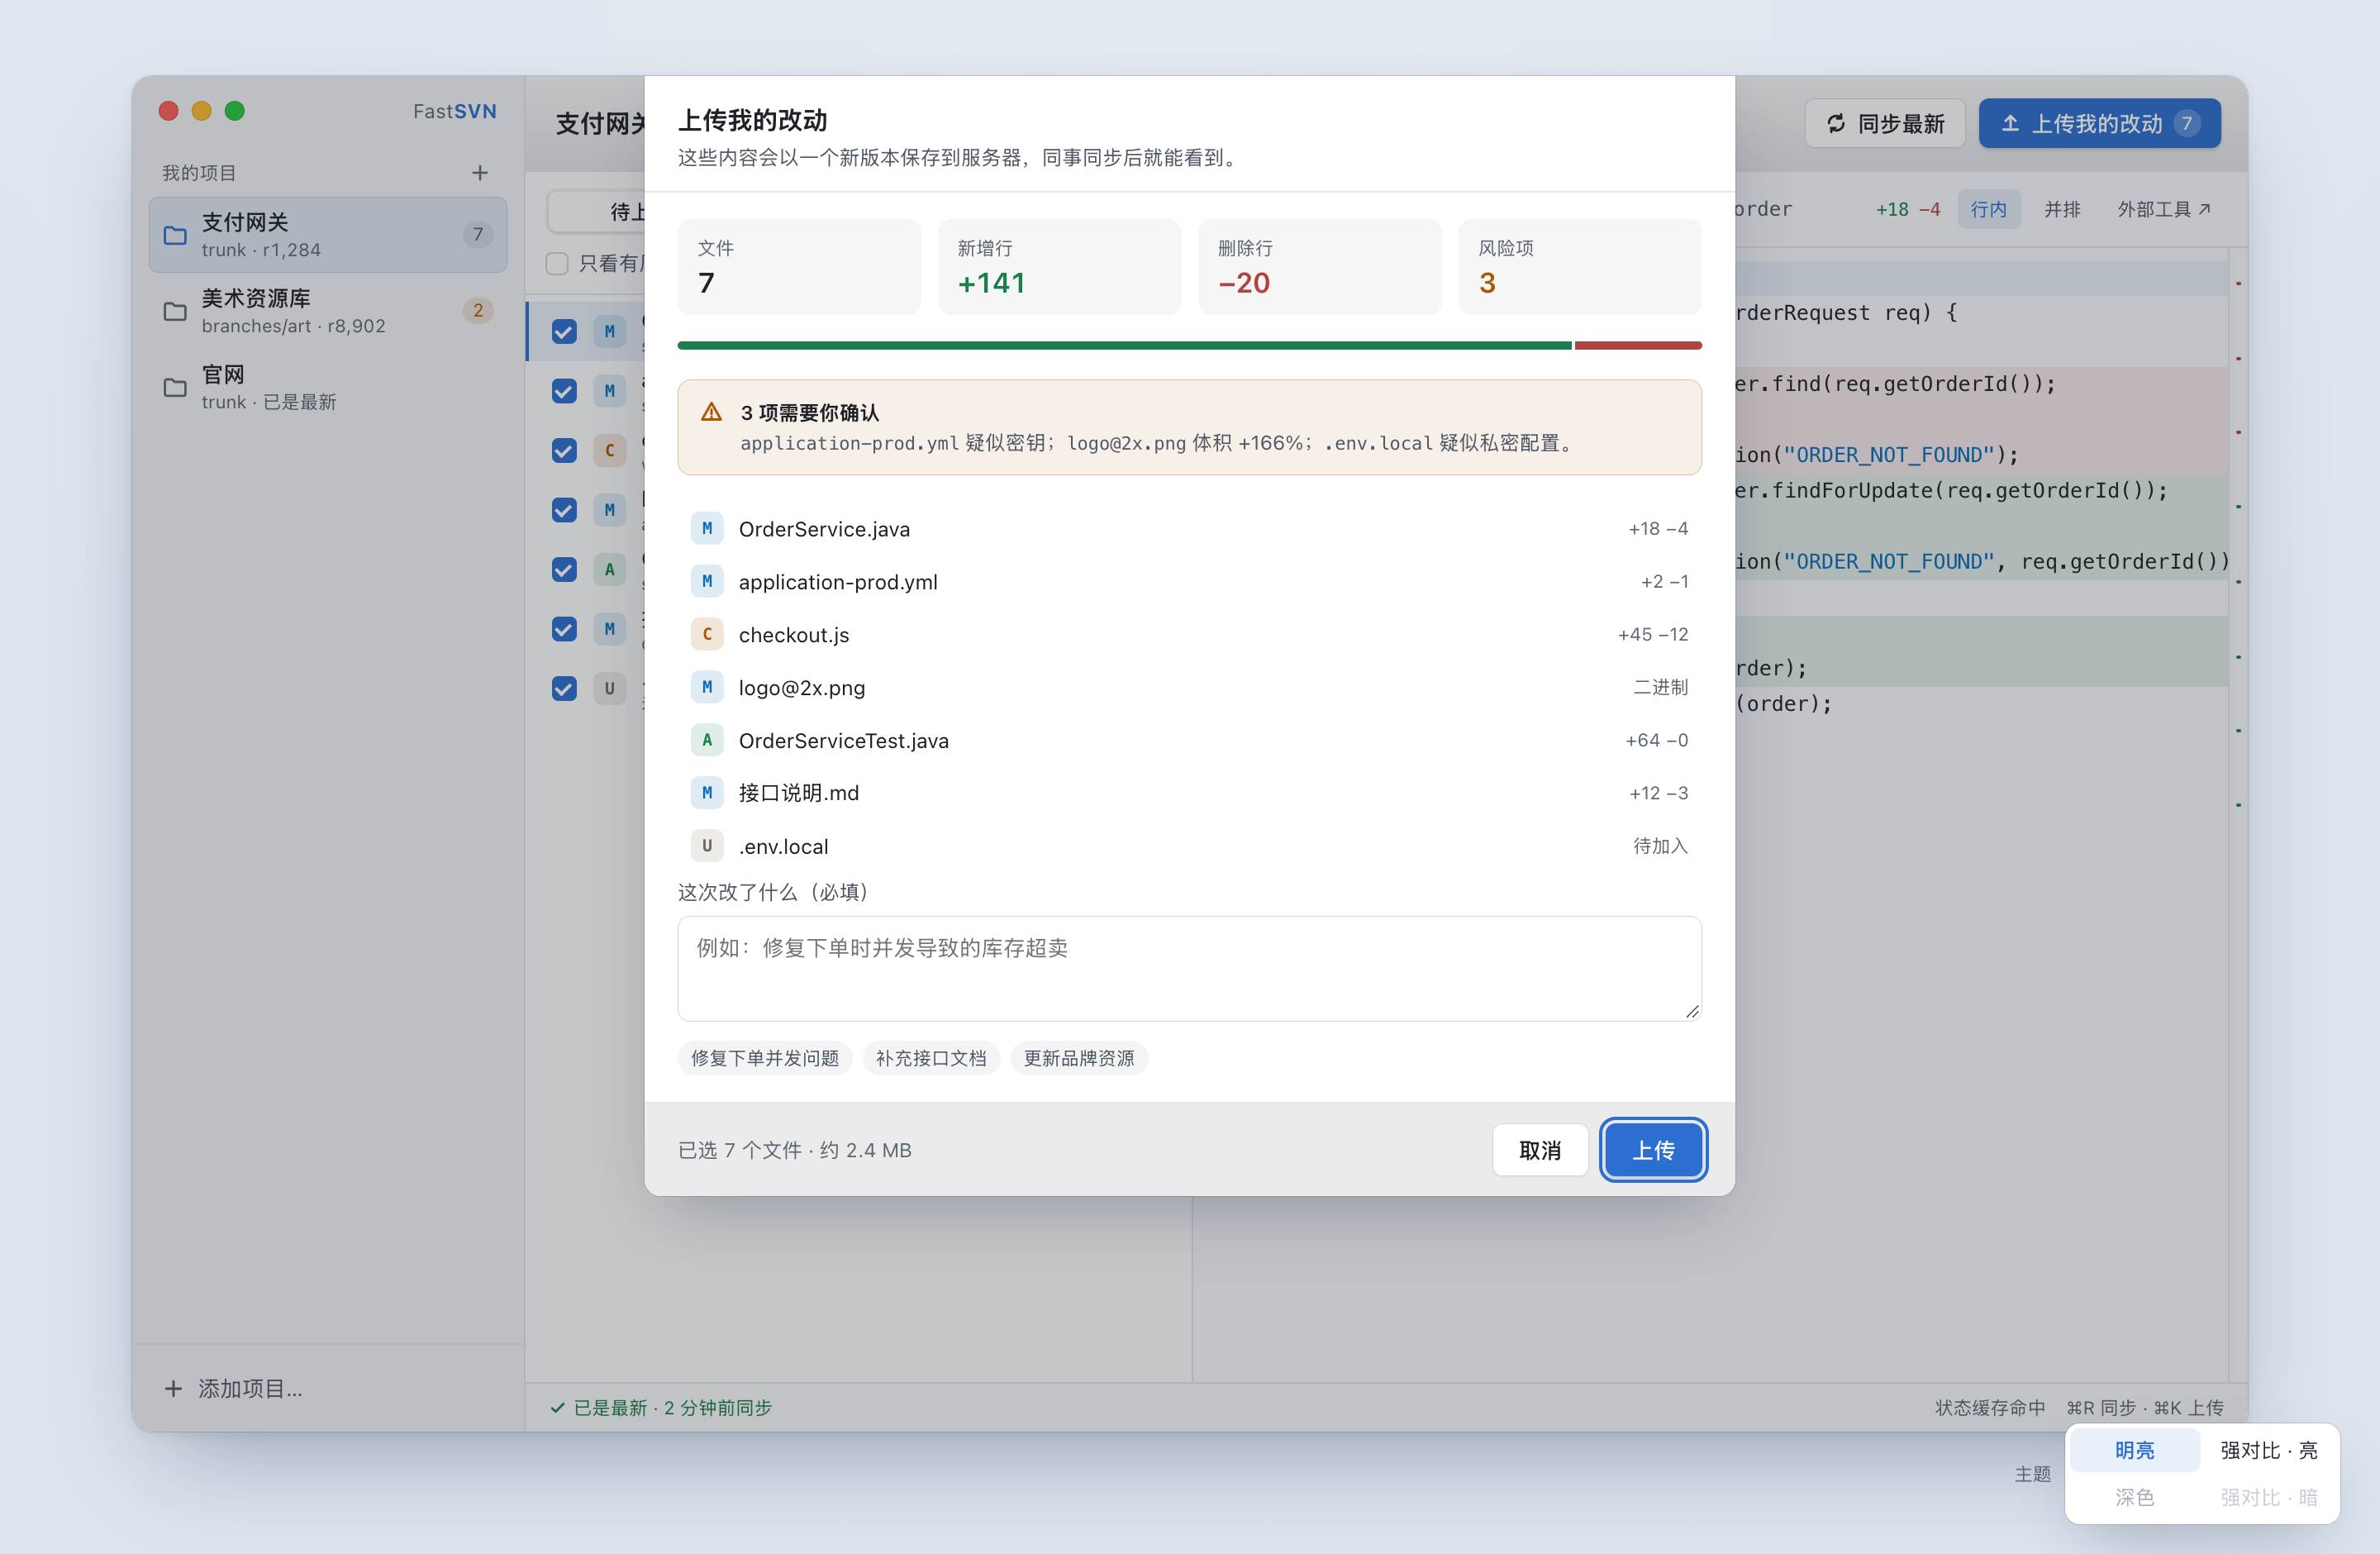 FastSVN
我的项目
支付网关
trunk · r1,284
7
美术资源库
branches/art · r8,902
2
官网
trunk · 已是最新
添加项目...
支付网关
同步最新
上传我的改动 7
待上
只看有
M
M
C
M
A
M
U
order
+18 −4
行内
并排
外部工具 ↗
rderRequest req) {
er.find(req.getOrderId());
ion("ORDER_NOT_FOUND");
er.findForUpdate(req.getOrderId());
ion("ORDER_NOT_FOUND", req.getOrderId())
rder);
(order);
上传我的改动
这些内容会以一个新版本保存到服务器，同事同步后就能看到。
文件
7
新增行
+141
删除行
−20
风险项
3
3 项需要你确认
application-prod.yml 疑似密钥；logo@2x.png 体积 +166%；.env.local 疑似私密配置。
M OrderService.java +18 −4
M application-prod.yml +2 −1
C checkout.js +45 −12
M logo@2x.png 二进制
A OrderServiceTest.java +64 −0
M 接口说明.md +12 −3
U .env.local 待加入
这次改了什么（必填）
例如：修复下单时并发导致的库存超卖
修复下单并发问题
补充接口文档
更新品牌资源
已选 7 个文件 · 约 2.4 MB
取消
上传
已是最新 · 2 分钟前同步
状态缓存命中
⌘R 同步 · ⌘K 上传
主题
明亮
强对比 · 亮
深色
强对比 · 暗